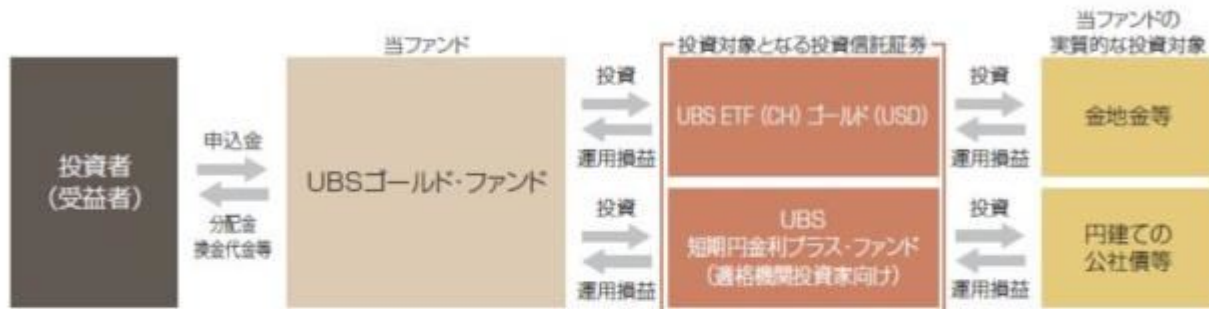 投資者
(受益者)
申込金
分配金
換金代金等
当ファンド
UBSゴールド・ファンド
投資
運用損益
投資
運用損益
投資対象となる投資信託証券
UBS ETF (CH) ゴールド (USD)
UBS
短期円金利プラス・ファンド
(適格機関投資家向け)
投資
運用損益
投資
運用損益
当ファンドの
実質的な投資対象
金地金等
円建ての
公社債等